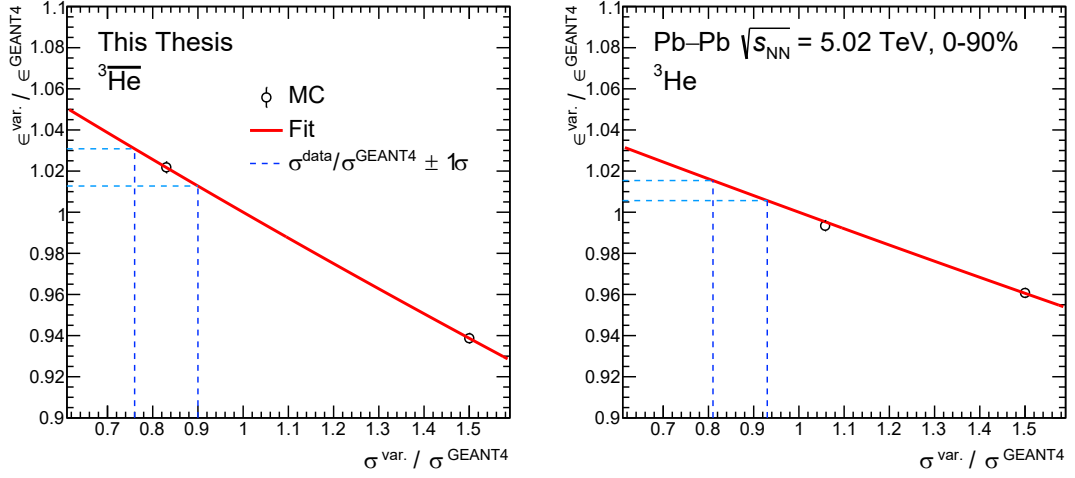 This Thesis
³H̅e̅
MC
Fit
σ^data/σ^GEANT4 ± 1σ
1.1
1.08
1.06
1.04
1.02
1
0.98
0.96
0.94
0.92
0.9
0.7 0.8 0.9 1 1.1 1.2 1.3 1.4 1.5
ϵ^var. / ϵ^GEANT4
σ^var. / σ^GEANT4
Pb–Pb √s_NN = 5.02 TeV, 0-90%
³He
1.1
1.08
1.06
1.04
1.02
1
0.98
0.96
0.94
0.92
0.9
0.7 0.8 0.9 1 1.1 1.2 1.3 1.4 1.5
ϵ^var. / ϵ^GEANT4
σ^var. / σ^GEANT4